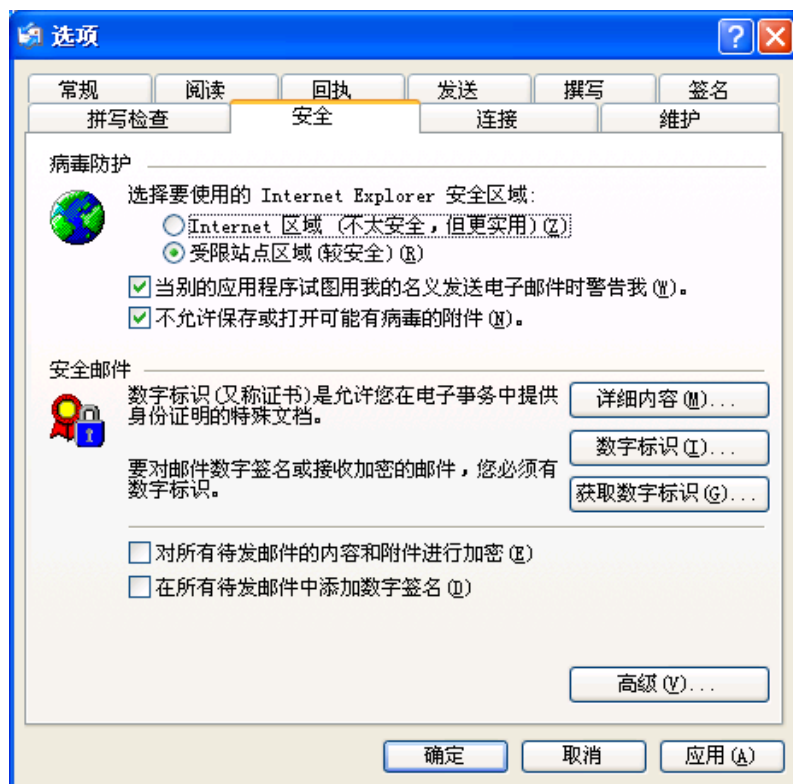 选项
常规 阅读 回执 发送 撰写 签名
拼写检查 安全 连接 维护
病毒防护
选择要使用的 Internet Explorer 安全区域:
Internet 区域 (不太安全，但更实用)(Z)
受限站点区域(较安全)(R)
当别的应用程序试图用我的名义发送电子邮件时警告我(W)。
不允许保存或打开可能有病毒的附件(N)。
安全邮件
数字标识(又称证书)是允许您在电子事务中提供
身份证明的特殊文档。
详细内容(M)...
数字标识(I)...
要对邮件数字签名或接收加密的邮件，您必须有
数字标识。
获取数字标识(G)...
对所有待发邮件的内容和附件进行加密(E)
在所有待发邮件中添加数字签名(D)
高级(V)...
确定 取消 应用(A)